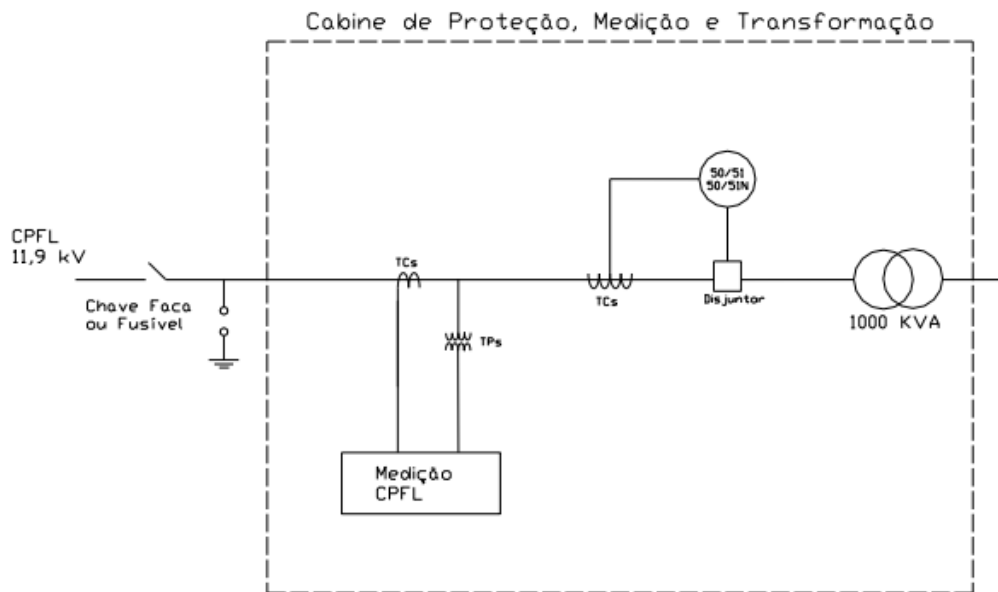 Cabine de Proteção, Medição e Transformação
50/51
50/51N
CPFL
11,9 kV
TCs
Chave Faca
ou Fusível
TCs
Disjuntor
1000 KVA
TPs
Medição
CPFL